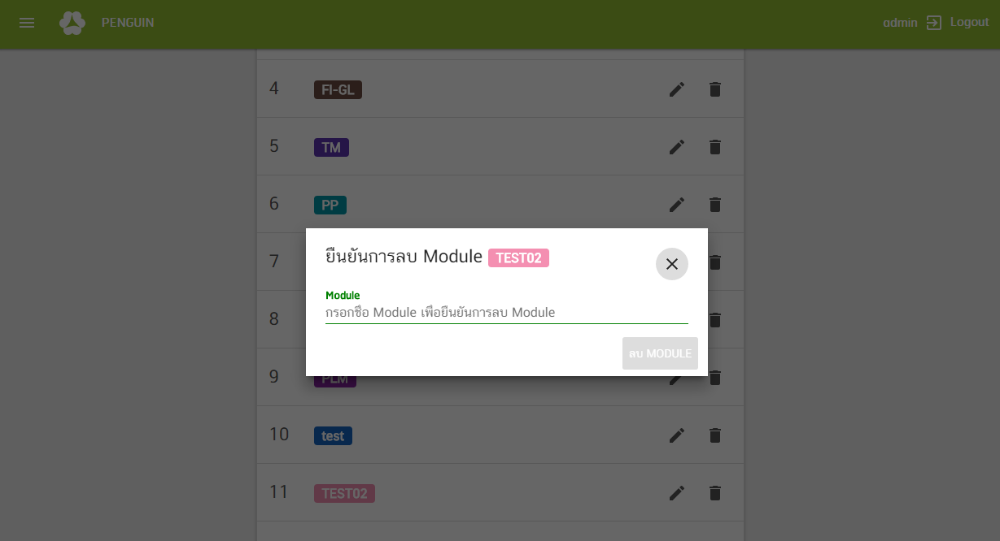 PENGUIN
admin Logout
4 FI-GL
5 TM
6 PP
7
ยืนยันการลบ Module TEST02
Module
กรอกชื่อ Module เพื่อยืนยันการลบ Module
8
ลบ MODULE
9 PLM
10 test
11 TEST02